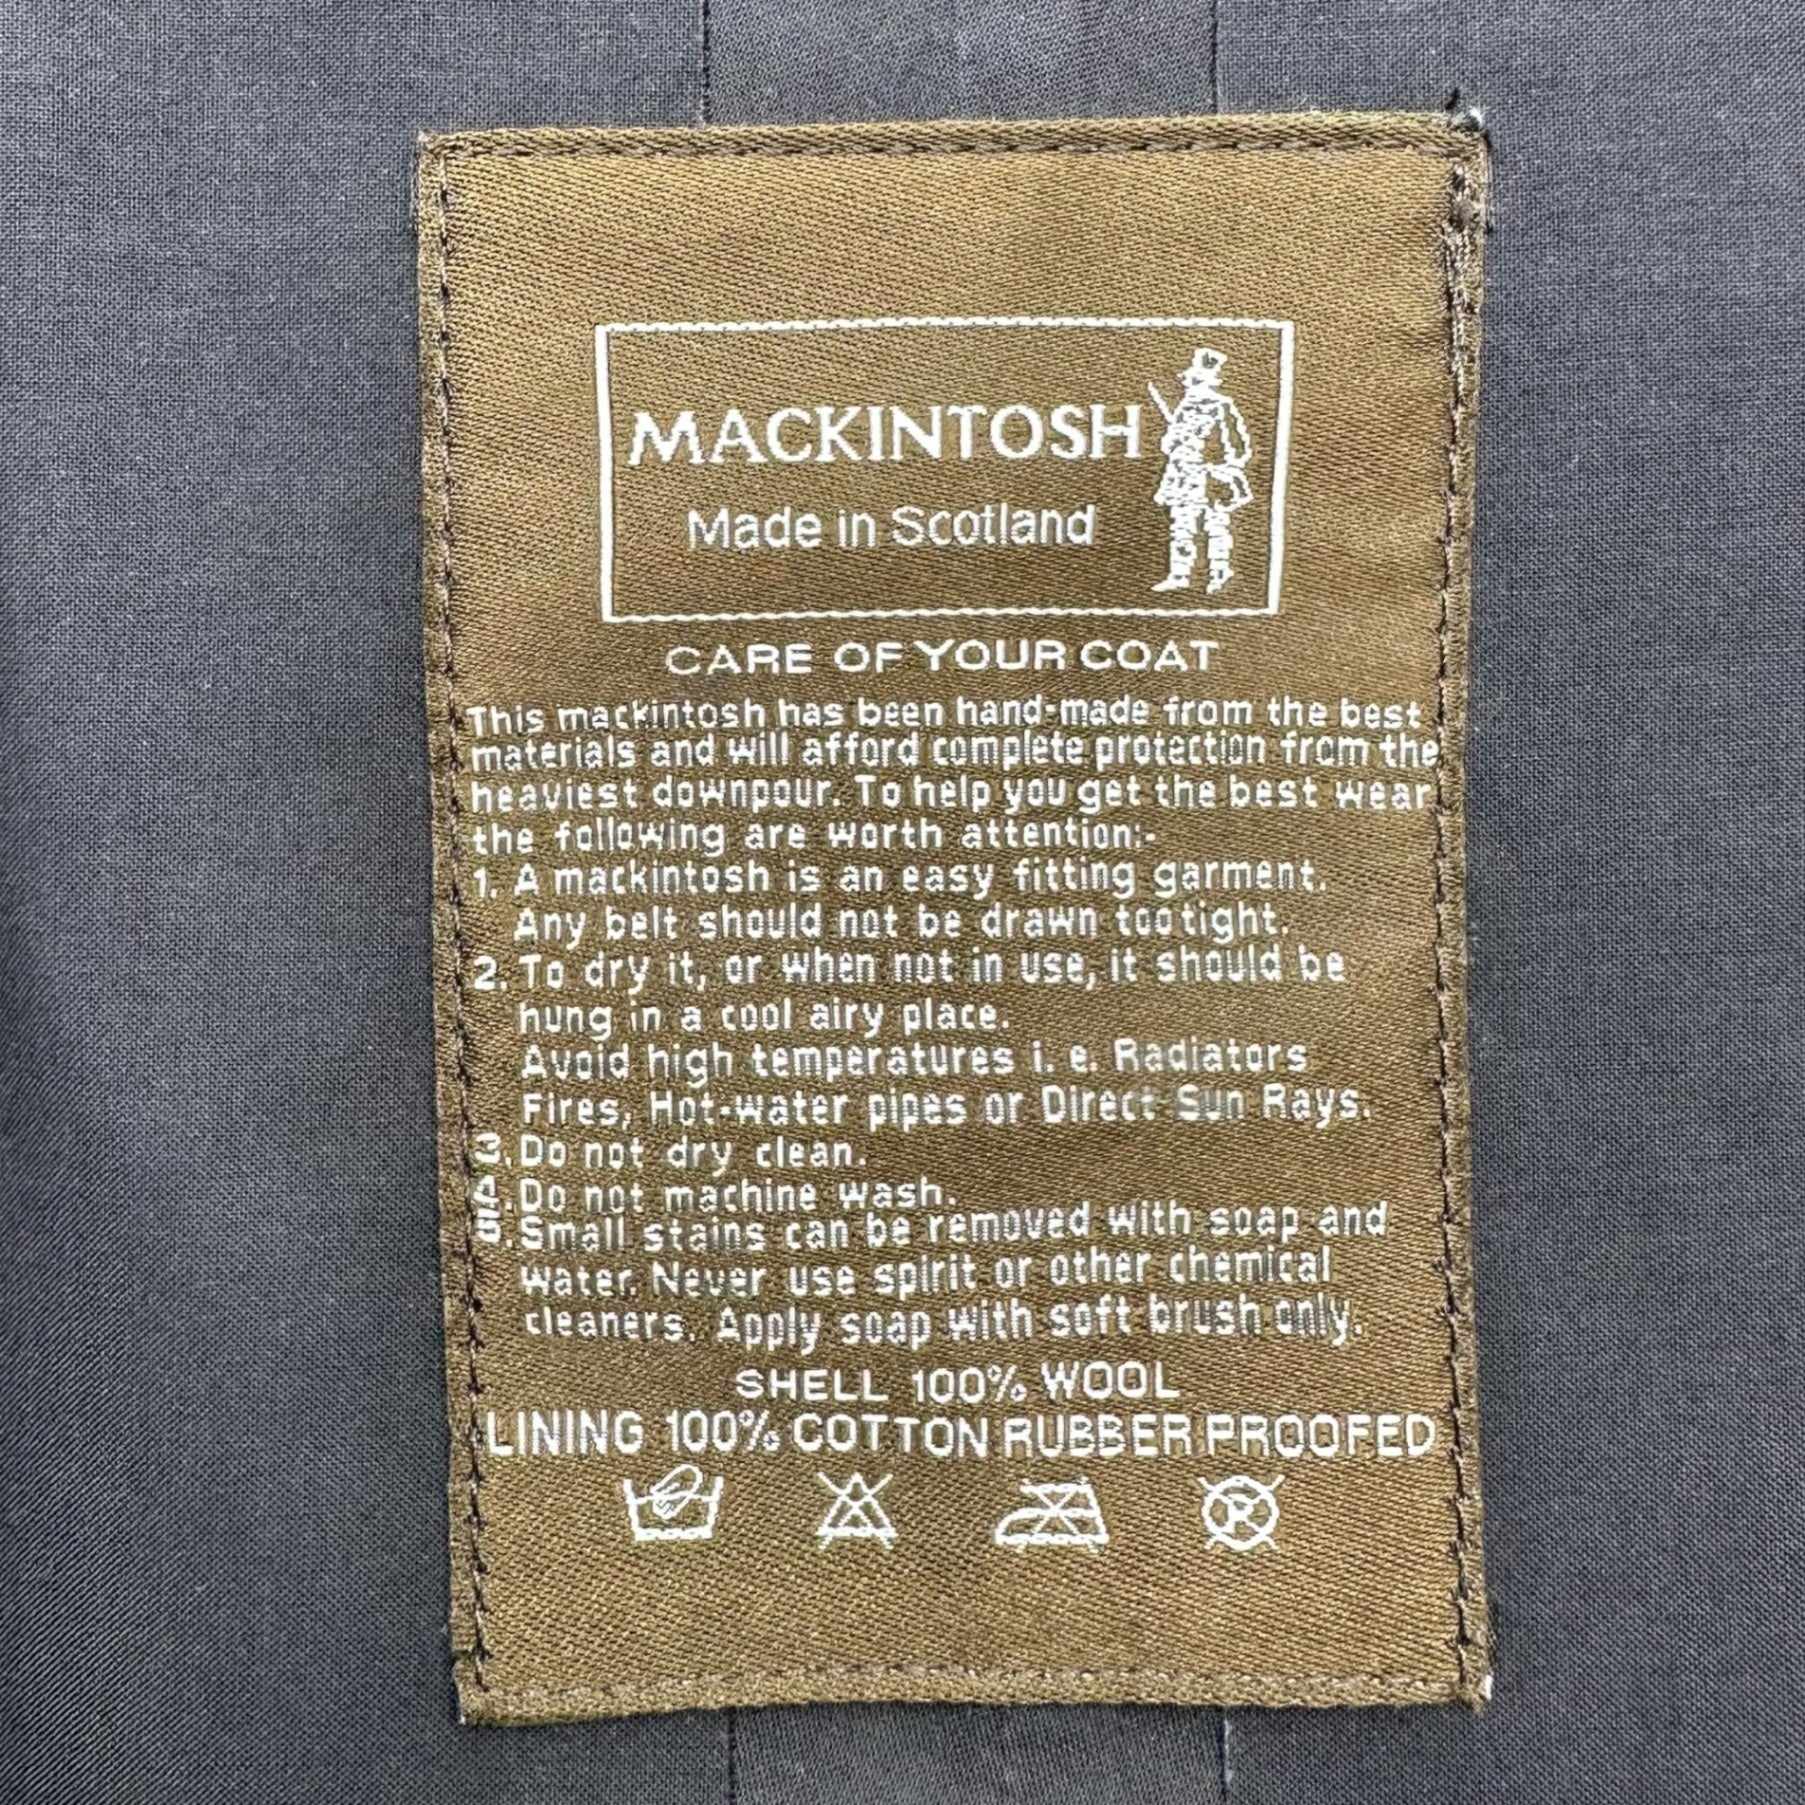 MACKINTOSH
Made in Scotland
CARE OF YOUR COAT
This mackintosh has been hand-made from the best
materials and will afford complete protection from the
heaviest downpour. To help you get the best wear
the following are worth attention:-
1. A mackintosh is an easy fitting garment.
Any belt should not be drawn too tight.
2. To dry it, or when not in use, it should be
hung in a cool airy place.
Avoid high temperatures i. e. Radiators
Fires, Hot-water pipes or Direct Sun Rays.
3. Do not dry clean.
4. Do not machine wash.
5. Small stains can be removed with soap and
water. Never use spirit or other chemical
cleaners. Apply soap with soft brush only.
SHELL 100% WOOL
LINING 100% COTTON RUBBER PROOFED
R